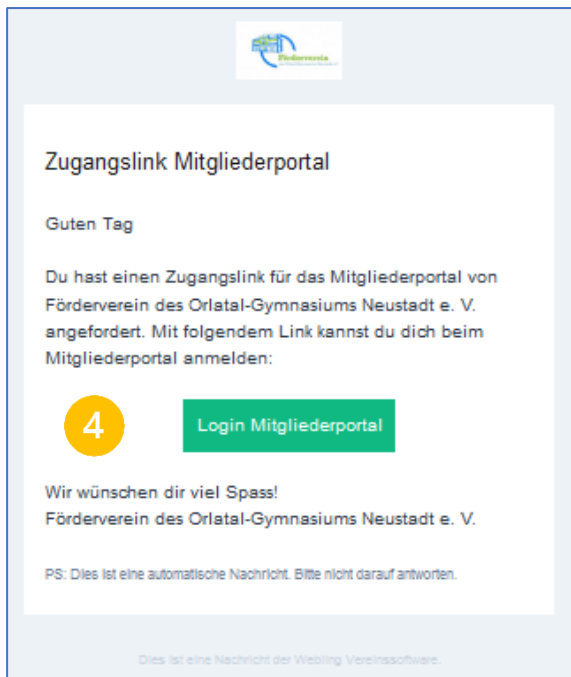 Förderverein
Zugangslink Mitgliederportal
Guten Tag
Du hast einen Zugangslink für das Mitgliederportal von
Förderverein des Orlatal-Gymnasiums Neustadt e. V.
angefordert. Mit folgendem Link kannst du dich beim
Mitgliederportal anmelden:
4
Login Mitgliederportal
Wir wünschen dir viel Spass!
Förderverein des Orlatal-Gymnasiums Neustadt e. V.
PS: Dies ist eine automatische Nachricht. Bitte nicht darauf antworten.
Dies ist eine Nachricht der Webling Vereinssoftware.